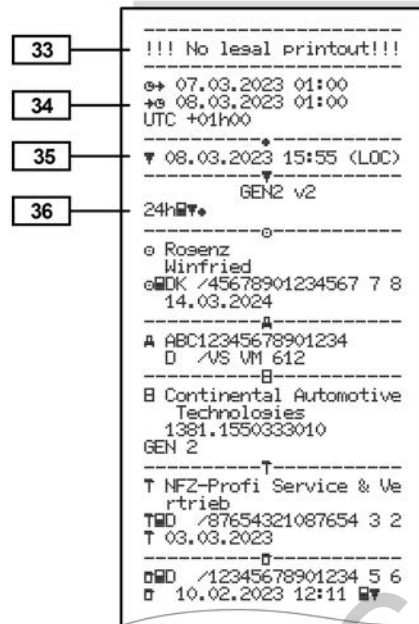 !!! No legal printout!!!
33
07.03.2023 01:00
34
08.03.2023 01:00
UTC +01h00
35
▼ 08.03.2023 15:55 (LOC)
GEN2 v2
36
24h
Rogenz
Winfried
DK /45678901234567 7 8
14.03.2024
A ABC12345678901234
D /VS VM 612
B Continental Automotive
Technologies
1381.1550333010
GEN 2
T NFZ-Profi Service & Ve
rtrieb
TD /87654321087654 3 2
T 03.03.2023
D /12345678901234 5 6
10.02.2023 12:11